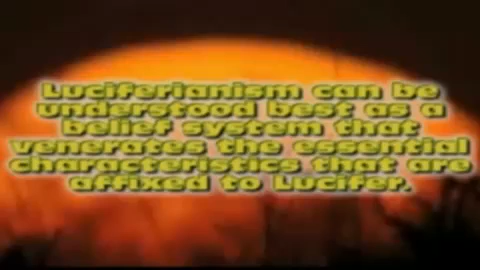 Luciferianism can be
understood best as a
belief system that
venerates the essential
characteristics that are
affixed to Lucifer.